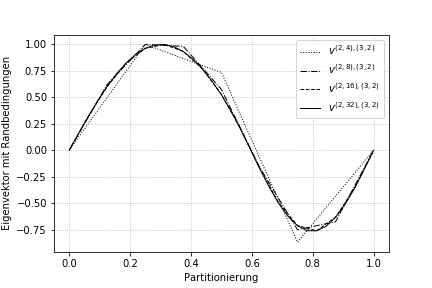 Eigenvektor mit Randbedingungen
1.00
0.75
0.50
0.25
0.00
−0.25
−0.50
−0.75
v^(2,4),(3,2)
v^(2,8),(3,2)
v^(2,16),(3,2)
v^(2,32),(3,2)
0.0 0.2 0.4 0.6 0.8 1.0
Partitionierung